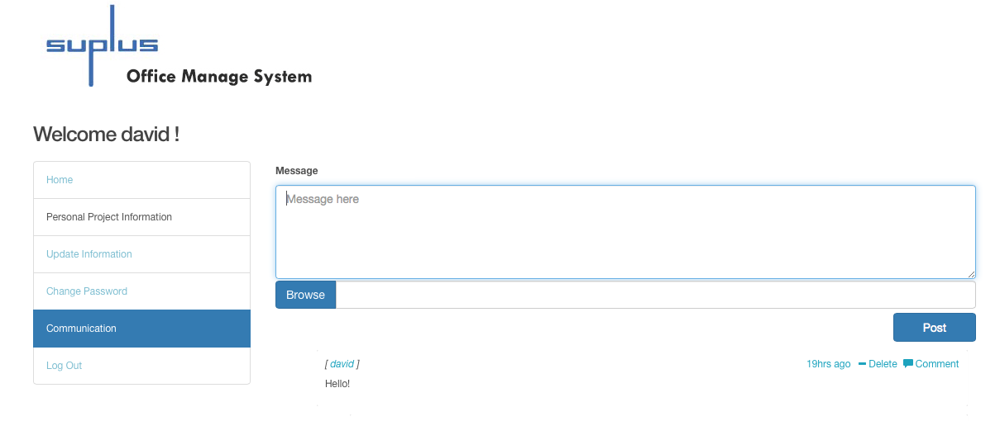 suplus
Office Manage System
Welcome david !
Home
Personal Project Information
Update Information
Change Password
Communication
Log Out
Message
Message here
Browse
Post
[ david ] 19hrs ago Delete Comment
Hello!